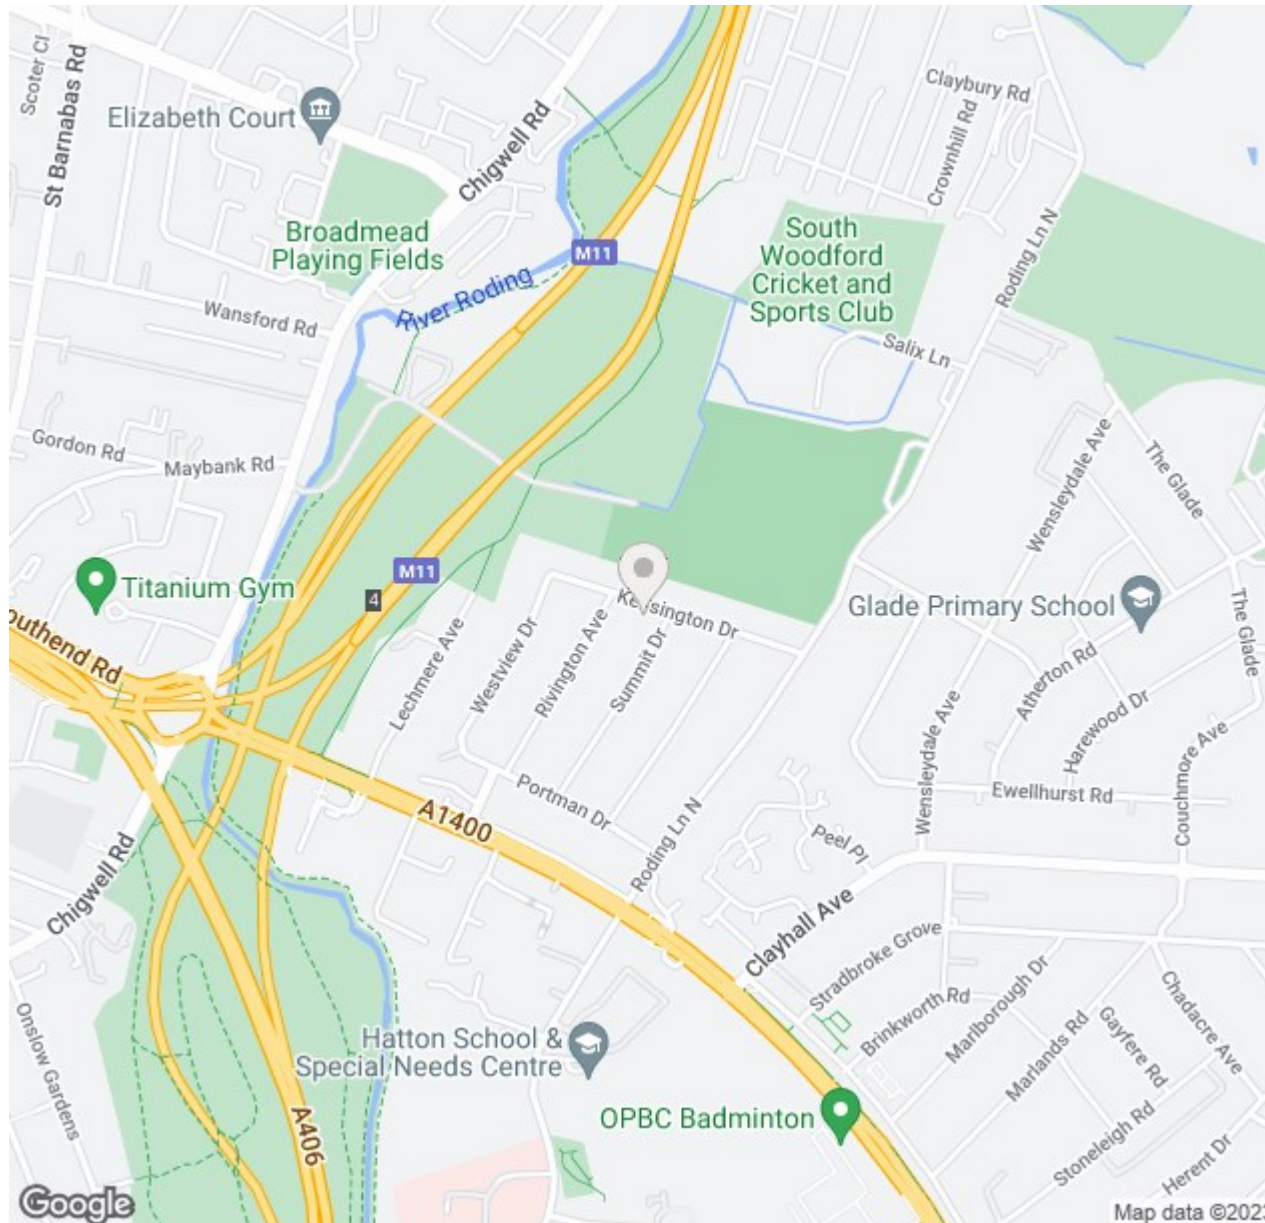 Scoter Cl
St Barnabas Rd
Elizabeth Court
Chigwell Rd
Claybury Rd
Crownhill Rd
Broadmead
Playing Fields
M11
River Roding
South
Woodford
Cricket and
Sports Club
Roding Ln N
Wansford Rd
Salix Ln
Gordon Rd
Maybank Rd
Wensleydale Ave
The Glade
M11
4
Titanium Gym
Southend Rd
Kensington Dr
Glade Primary School
The Glade
Lechmere Ave
Westview Dr
Rivington Ave
Summit Dr
Atherton Rd
Harewood Dr
Wensleydale Ave
Couchmore Ave
Ewellhurst Rd
Portman Dr
A1400
Roding Ln N
Peel Pl
Chigwell Rd
Clayhall Ave
Stradbroke Grove
Brinkworth Rd
Marlborough Dr
Marlands Rd
Chadacre Ave
Gayfere Rd
Onslow Gardens
Hatton School &
Special Needs Centre
OPBC Badminton
A406
Stoneleigh Rd
Herent Dr
Google
Map data ©2023